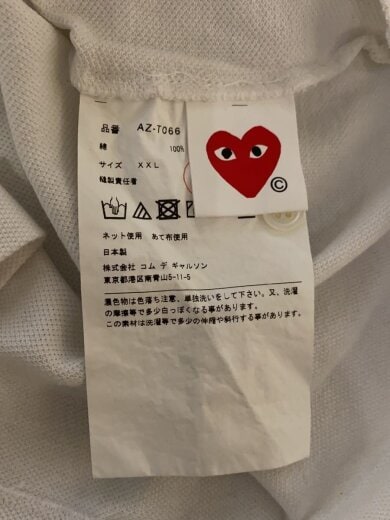 品番 AZ-T066
綿 100%
サイズ XXL
縫製責任者
ネット使用 あて布使用
日本製
株式会社 コム デ ギャルソン
東京都港区南青山5-11-5
濃色物は色落ち注意、単独洗いをして下さい。又、洗濯
の摩擦等で多少白っぽくなる事があります。
この素材は洗濯等で多少の伸縮や斜行する事があります。
©